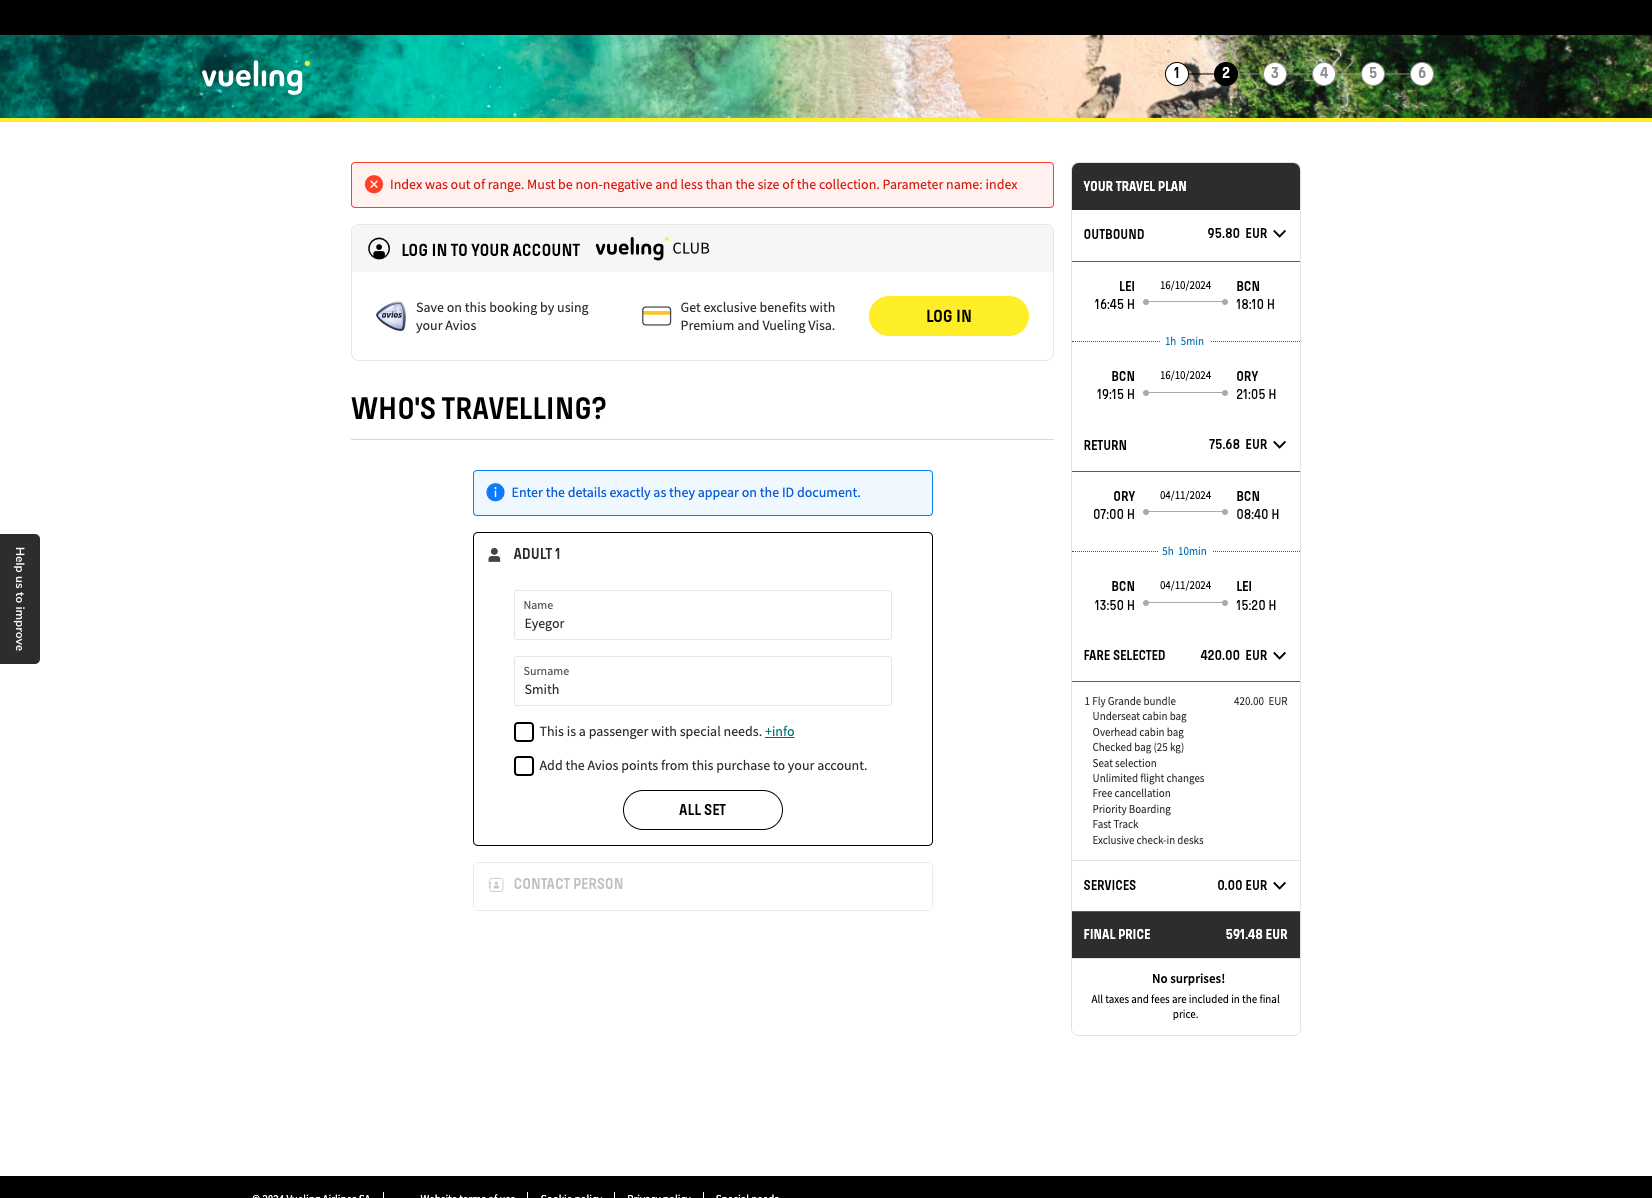 vueling
1 2 3 4 5 6
Index was out of range. Must be non-negative and less than the size of the collection. Parameter name: index
LOG IN TO YOUR ACCOUNT vueling CLUB
avios
Save on this booking by using
your Avios
Get exclusive benefits with
Premium and Vueling Visa.
LOG IN
WHO'S TRAVELLING?
Enter the details exactly as they appear on the ID document.
ADULT 1
Name
Eyegor
Surname
Smith
This is a passenger with special needs. +info
Add the Avios points from this purchase to your account.
ALL SET
CONTACT PERSON
Help us to improve
YOUR TRAVEL PLAN
OUTBOUND 95.80 EUR
LEI 16/10/2024 BCN
16:45 H 18:10 H
1h 5min
BCN 16/10/2024 ORY
19:15 H 21:05 H
RETURN 75.68 EUR
ORY 04/11/2024 BCN
07:00 H 08:40 H
5h 10min
BCN 04/11/2024 LEI
13:50 H 15:20 H
FARE SELECTED 420.00 EUR
1 Fly Grande bundle 420.00 EUR
Underseat cabin bag
Overhead cabin bag
Checked bag (25 kg)
Seat selection
Unlimited flight changes
Free cancellation
Priority Boarding
Fast Track
Exclusive check-in desks
SERVICES 0.00 EUR
FINAL PRICE 591.48 EUR
No surprises!
All taxes and fees are included in the final
price.
© 2024 Vueling Airlines SA Website terms of use Cookie policy Privacy policy Special needs